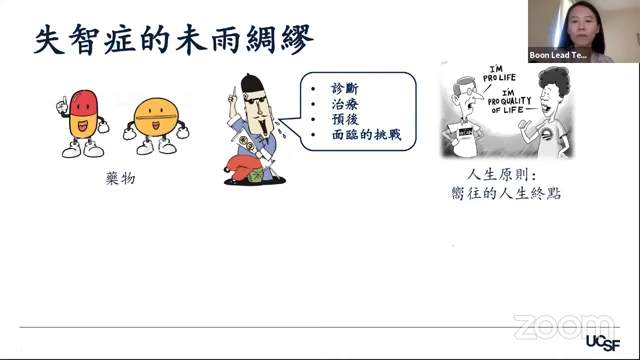 失智症的未雨綢繆
Boon Lead Te...
• 診斷
• 治療
• 預後
• 面臨的挑戰
I'M
PRO LIFE
I'M
PRO QUALITY
OF LIFE
藥物
人生原則：
嚮往的人生終點
zoom
UCSF